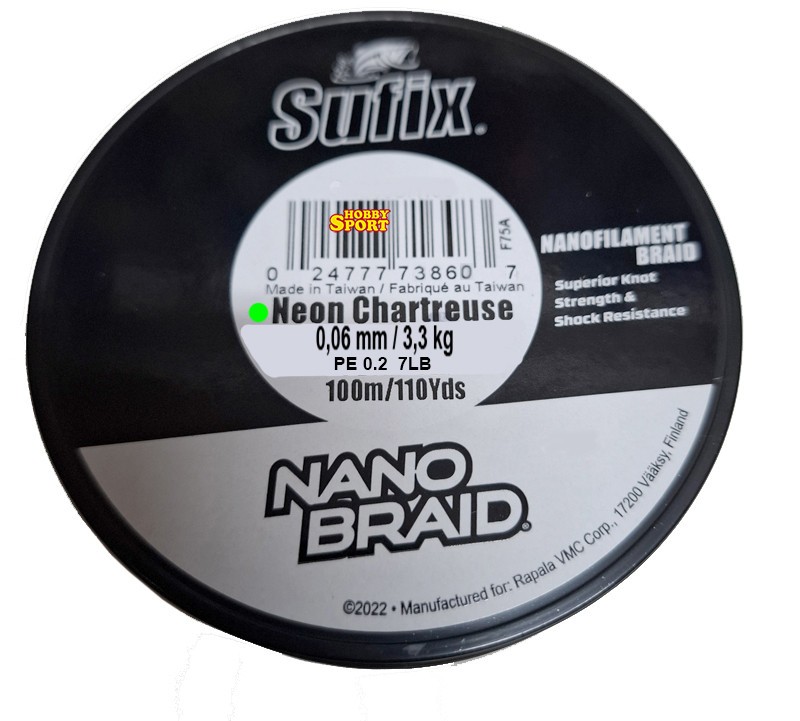 Sufix®
HOBBY
SPORT
F75A
0 24777 73860 7
Made in Taiwan / Fabriqué au Taiwan
Neon Chartreuse
0,06 mm / 3,3 kg
PE 0.2 7LB
100m/110Yds
NANOFILAMENT
BRAID
Superior Knot
Strength &
Shock Resistance
NANO
BRAID®
©2022 • Manufactured for: Rapala VMC Corp., 17200 Vääksy, Finland